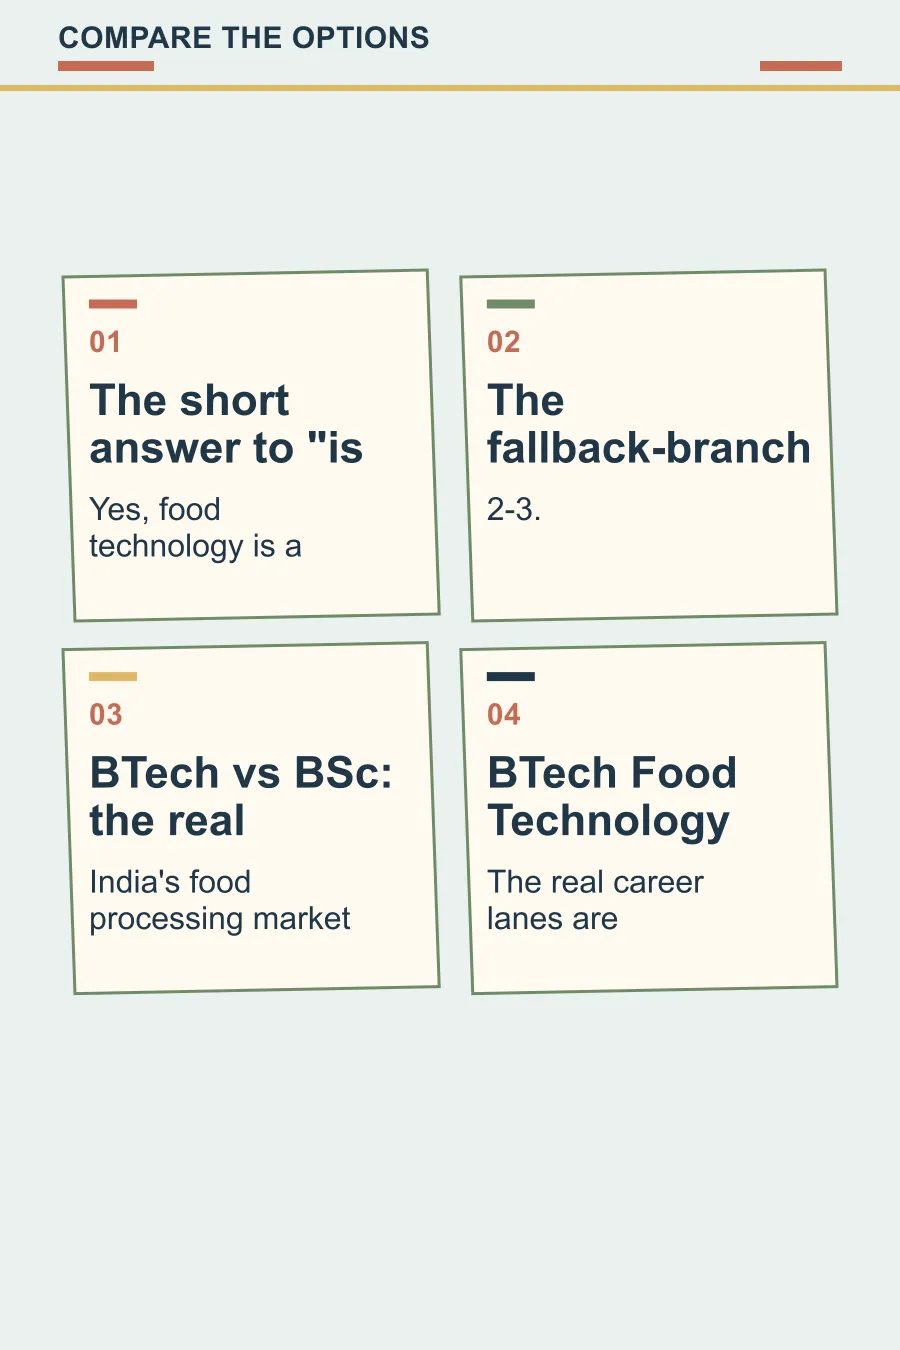 COMPARE THE OPTIONS
01
The short
answer to "is
Yes, food
technology is a
02
The
fallback-branch
2-3.
03
BTech vs BSc:
the real
India's food
processing market
04
BTech Food
Technology
The real career
lanes are